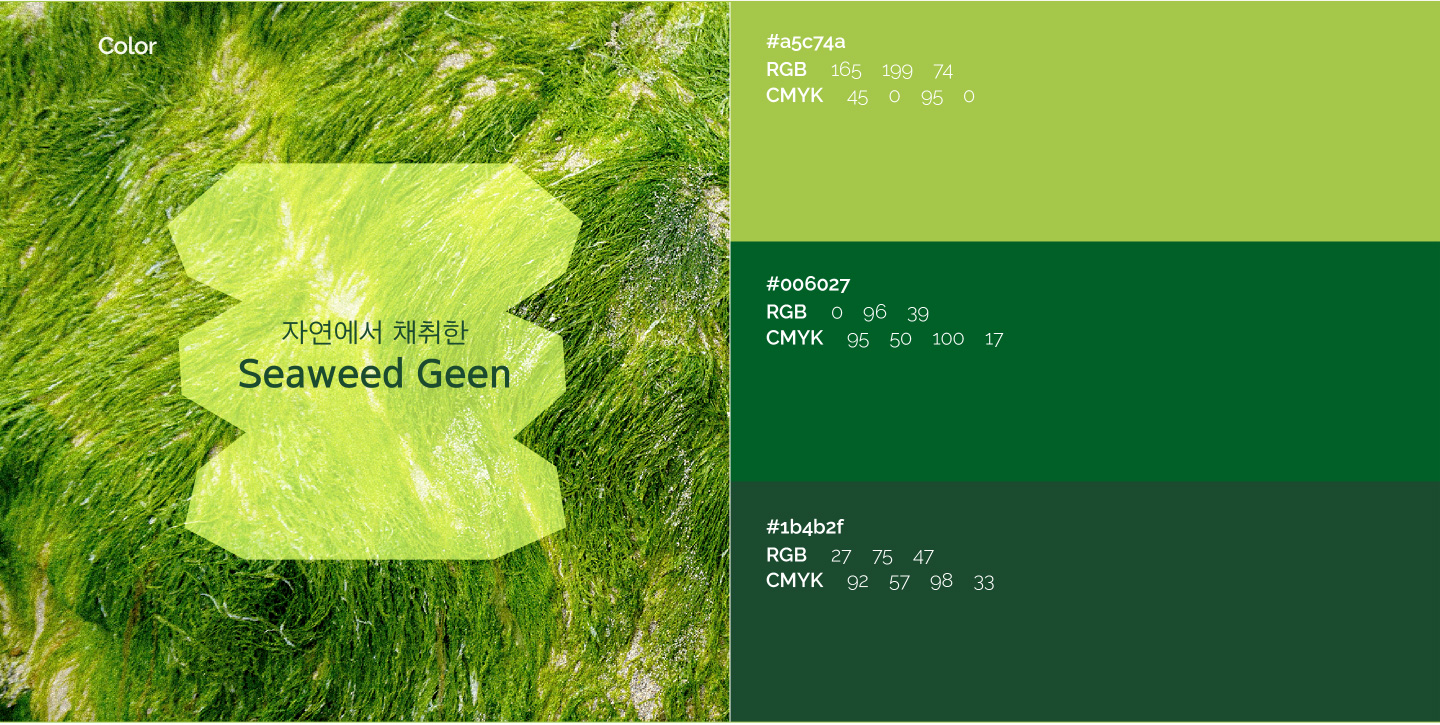 Color
자연에서 채취한
Seaweed Geen
#a5c74a
RGB 165 199 74
CMYK 45 0 95 0
#006027
RGB 0 96 39
CMYK 95 50 100 17
#1b4b2f
RGB 27 75 47
CMYK 92 57 98 33